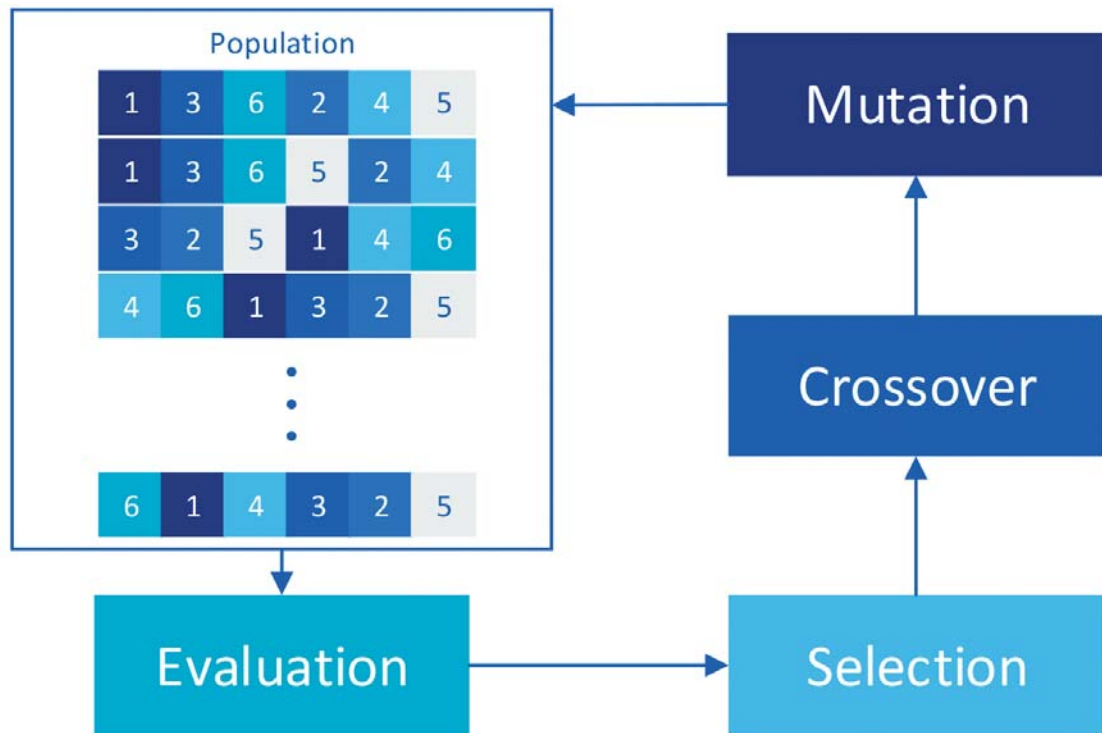 Population
1 3 6 2 4 5
1 3 6 5 2 4
3 2 5 1 4 6
4 6 1 3 2 5
6 1 4 3 2 5
Mutation
Crossover
Evaluation
Selection